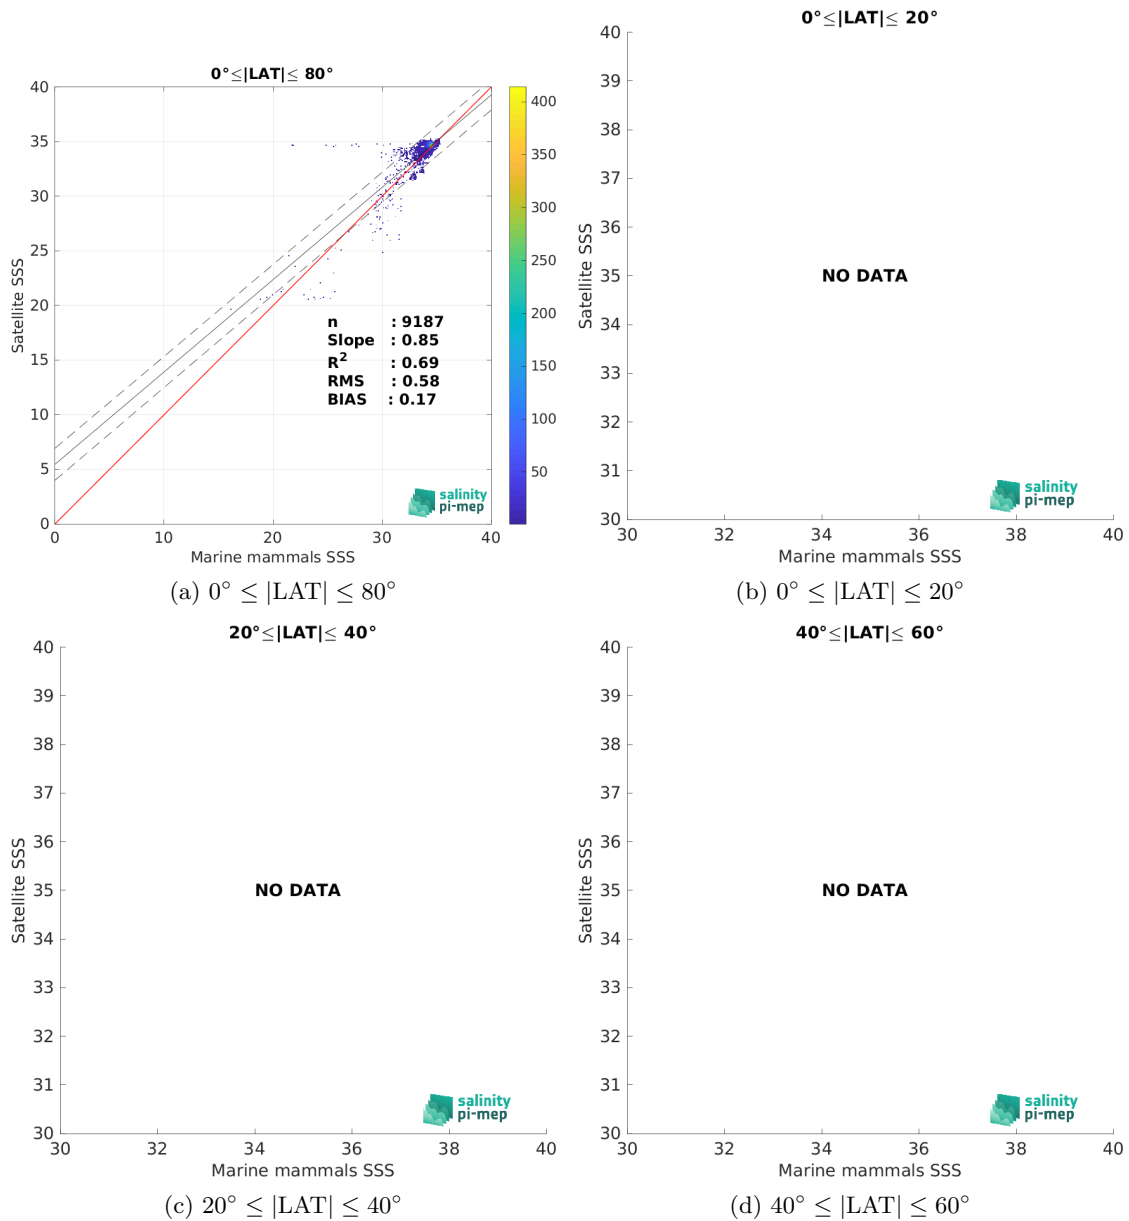 0°≤|LAT|≤ 80°
40
35
30
25
20
15
10
5
0
Satellite SSS
0
10
20
30
40
Marine mammals SSS
400
350
300
250
200
150
100
50
n : 9187
Slope : 0.85
R² : 0.69
RMS : 0.58
BIAS : 0.17
salinity
pi-mep
(a) 0° ≤ |LAT| ≤ 80°
0°≤|LAT|≤ 20°
40
39
38
37
36
35
34
33
32
31
30
Satellite SSS
NO DATA
30
32
34
36
38
40
Marine mammals SSS
salinity
pi-mep
(b) 0° ≤ |LAT| ≤ 20°
20°≤|LAT|≤ 40°
40
39
38
37
36
35
34
33
32
31
30
Satellite SSS
NO DATA
30
32
34
36
38
40
Marine mammals SSS
salinity
pi-mep
(c) 20° ≤ |LAT| ≤ 40°
40°≤|LAT|≤ 60°
40
39
38
37
36
35
34
33
32
31
30
Satellite SSS
NO DATA
30
32
34
36
38
40
Marine mammals SSS
salinity
pi-mep
(d) 40° ≤ |LAT| ≤ 60°